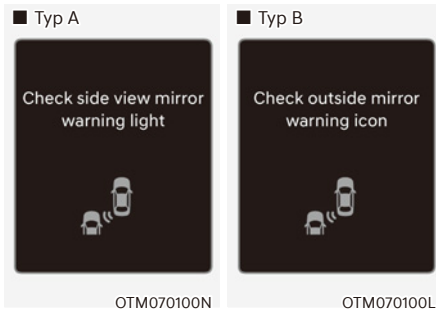 ■ Typ A
Check side view mirror
warning light
OTM070100N
■ Typ B
Check outside mirror
warning icon
OTM070100L